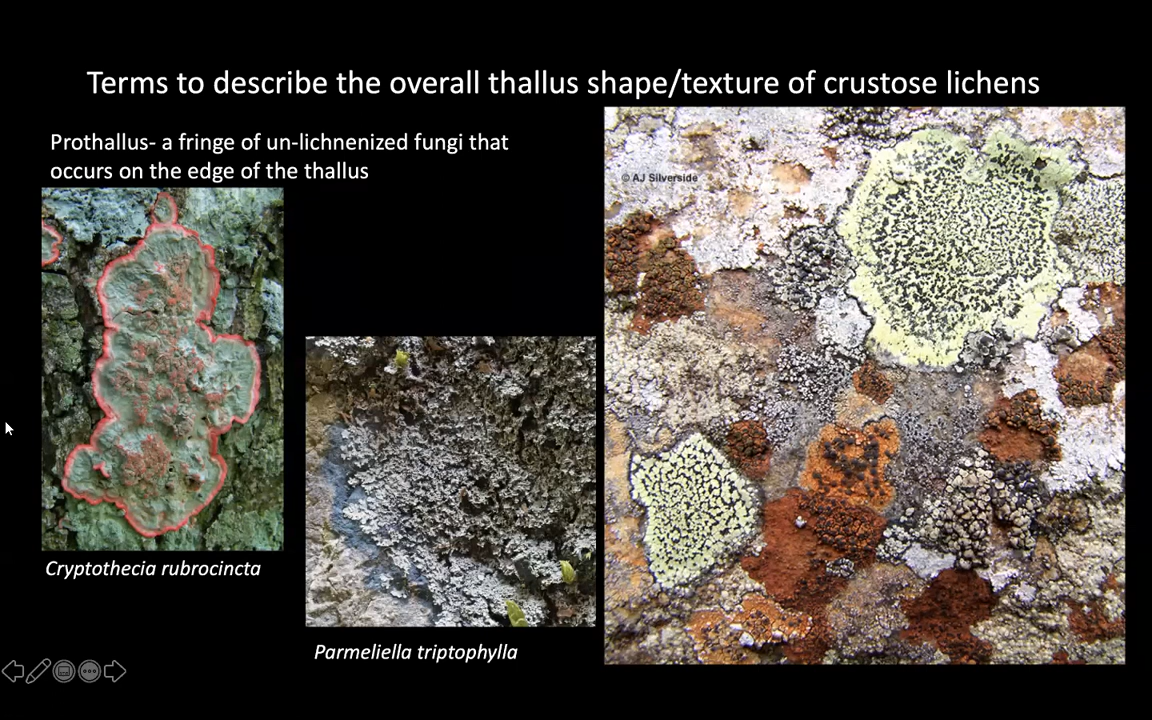 Terms to describe the overall thallus shape/texture of crustose lichens
Prothallus- a fringe of un-lichnenized fungi that
occurs on the edge of the thallus
© AJ Silverside
Cryptothecia rubrocincta
Parmeliella triptophylla